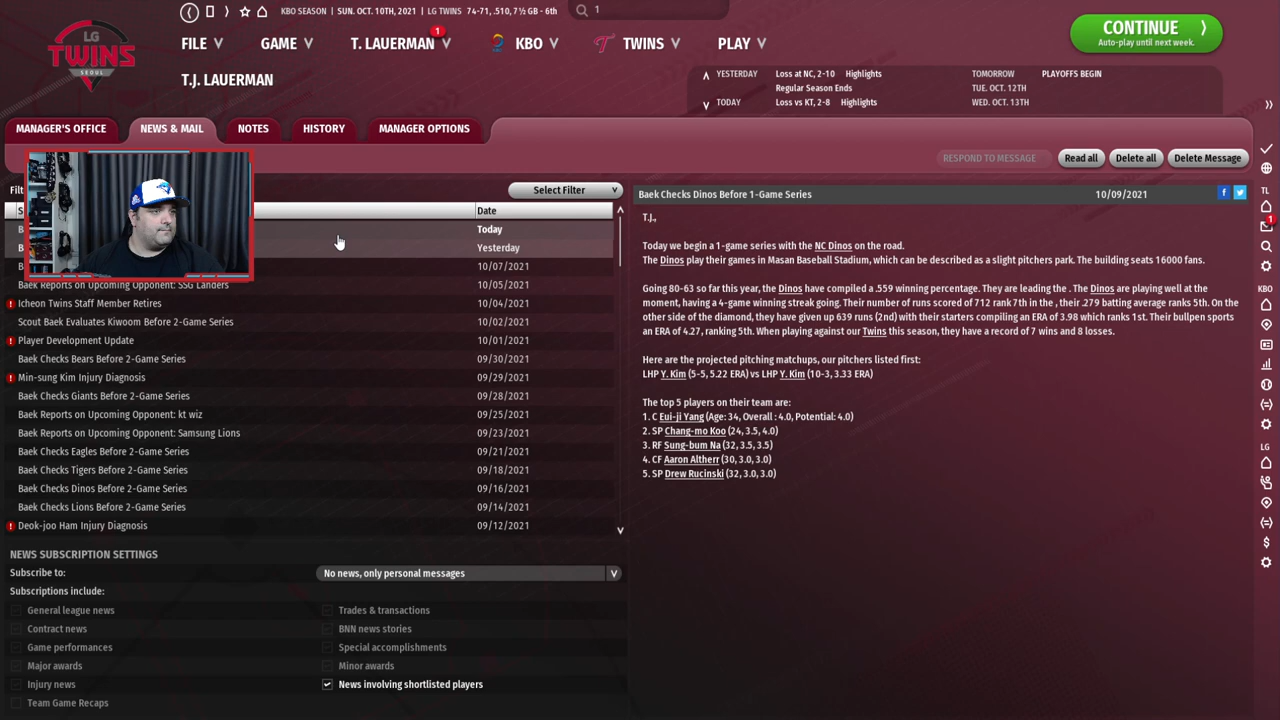 KBO SEASON | SUN. OCT. 10TH, 2021 | LG TWINS 74-71, .510, 7½ GB - 6th
1
LG
TWINS
SEOUL
FILE
GAME
T. LAUERMAN
1
KBO
TWINS
PLAY
CONTINUE
Auto-play until next week.
T.J. LAUERMAN
YESTERDAY Loss at NC, 2-10 Highlights TOMORROW PLAYOFFS BEGIN
Regular Season Ends TUE. OCT. 12TH
TODAY Loss vs KT, 2-8 Highlights WED. OCT. 13TH
MANAGER'S OFFICE
NEWS & MAIL
NOTES
HISTORY
MANAGER OPTIONS
RESPOND TO MESSAGE
Read all
Delete all
Delete Message
Select Filter
Date
Today
Yesterday
10/07/2021
Baek Reports on Upcoming Opponent: SSG Landers 10/05/2021
Icheon Twins Staff Member Retires 10/04/2021
Scout Baek Evaluates Kiwoom Before 2-Game Series 10/02/2021
Player Development Update 10/01/2021
Baek Checks Bears Before 2-Game Series 09/30/2021
Min-sung Kim Injury Diagnosis 09/29/2021
Baek Checks Giants Before 2-Game Series 09/28/2021
Baek Reports on Upcoming Opponent: kt wiz 09/25/2021
Baek Reports on Upcoming Opponent: Samsung Lions 09/23/2021
Baek Checks Eagles Before 2-Game Series 09/21/2021
Baek Checks Tigers Before 2-Game Series 09/18/2021
Baek Checks Dinos Before 2-Game Series 09/16/2021
Baek Checks Lions Before 2-Game Series 09/14/2021
Deok-joo Ham Injury Diagnosis 09/12/2021
NEWS SUBSCRIPTION SETTINGS
Subscribe to: No news, only personal messages
Subscriptions include:
General league news Trades & transactions
Contract news BNN news stories
Game performances Special accomplishments
Major awards Minor awards
Injury news News involving shortlisted players
Team Game Recaps
Baek Checks Dinos Before 1-Game Series 10/09/2021
T.J.,
Today we begin a 1-game series with the NC Dinos on the road.
The Dinos play their games in Masan Baseball Stadium, which can be described as a slight pitchers park. The building seats 16000 fans.
Going 80-63 so far this year, the Dinos have compiled a .559 winning percentage. They are leading the . The Dinos are playing well at the
moment, having a 4-game winning streak going. Their number of runs scored of 712 rank 7th in the , their .279 batting average ranks 5th. On the
other side of the diamond, they have given up 639 runs (2nd) with their starters compiling an ERA of 3.98 which ranks 1st. Their bullpen sports
an ERA of 4.27, ranking 5th. When playing against our Twins this season, they have a record of 7 wins and 8 losses.
Here are the projected pitching matchups, our pitchers listed first:
LHP Y. Kim (5-5, 5.22 ERA) vs LHP Y. Kim (10-3, 3.33 ERA)
The top 5 players on their team are:
1. C Eui-ji Yang (Age: 34, Overall : 4.0, Potential: 4.0)
2. SP Chang-mo Koo (24, 3.5, 4.0)
3. RF Sung-bum Na (32, 3.5, 3.5)
4. CF Aaron Altherr (30, 3.0, 3.0)
5. SP Drew Rucinski (32, 3.0, 3.0)
TL
1
KBO
LG